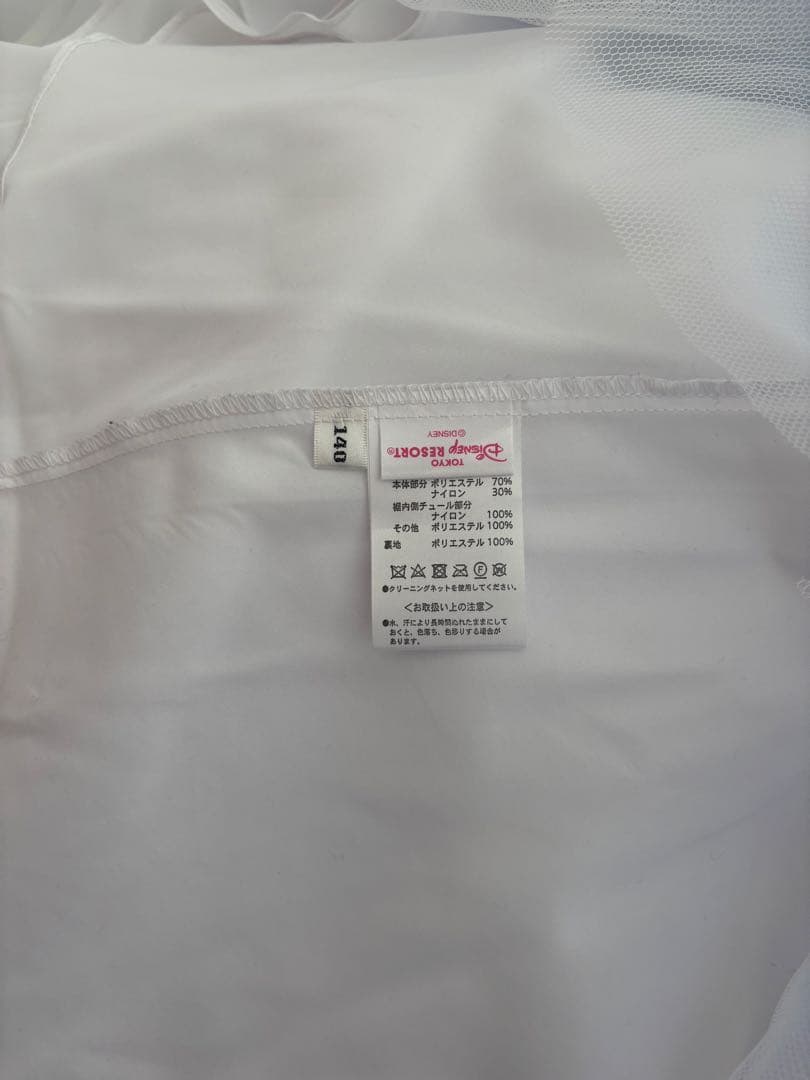 140
TOKYO
Disney RESORT®
©DISNEY
本体部分 ポリエステル 70%
ナイロン 30%
裾内側チュール部分
ナイロン 100%
その他 ポリエステル 100%
裏地 ポリエステル 100%
●クリーニングネットを使用してください。
<お取扱い上の注意>
●水、汗により長時間ぬれたままにして
おくと、色落ち、色移りする場合が
あります。